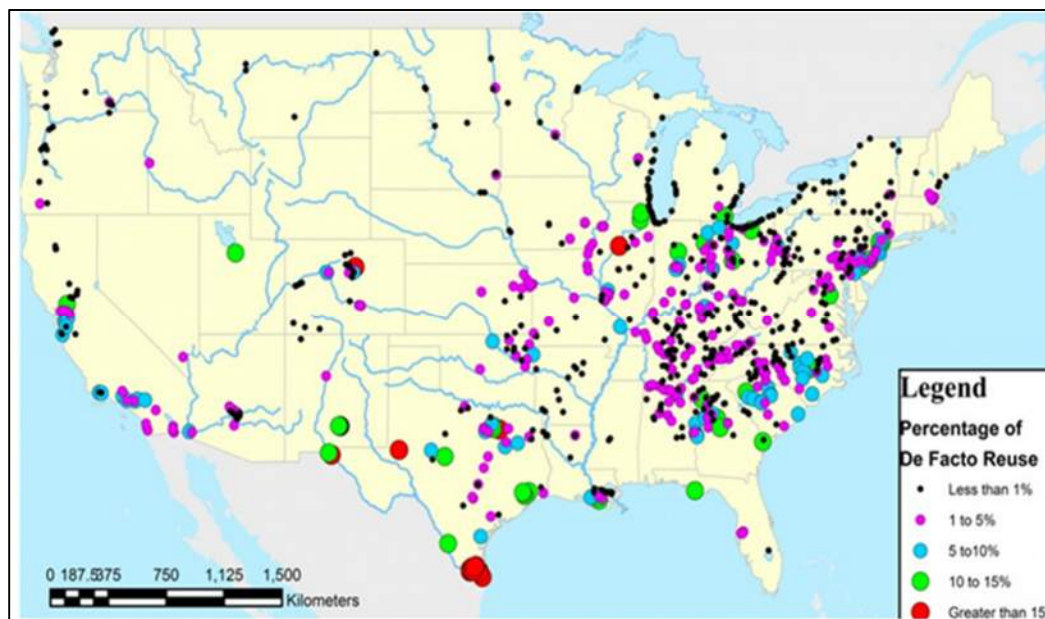 Legend
Percentage of
De Facto Reuse
Less than 1%
1 to 5%
5 to10%
10 to 15%
Greater than 15
0 187.5375 750 1,125 1,500
Kilometers